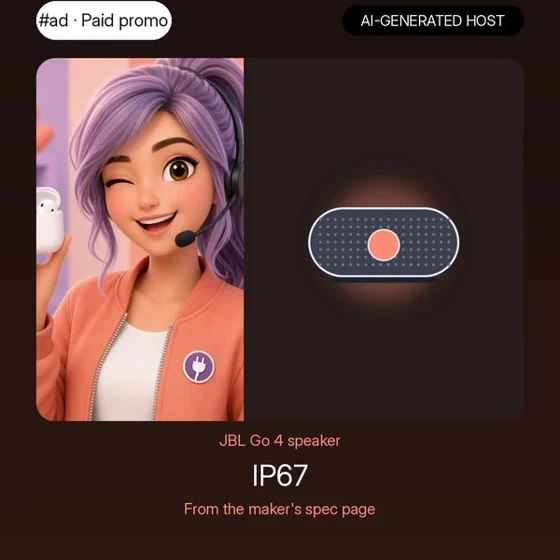 #ad · Paid promo
AI-GENERATED HOST
JBL Go 4 speaker
IP67
From the maker's spec page